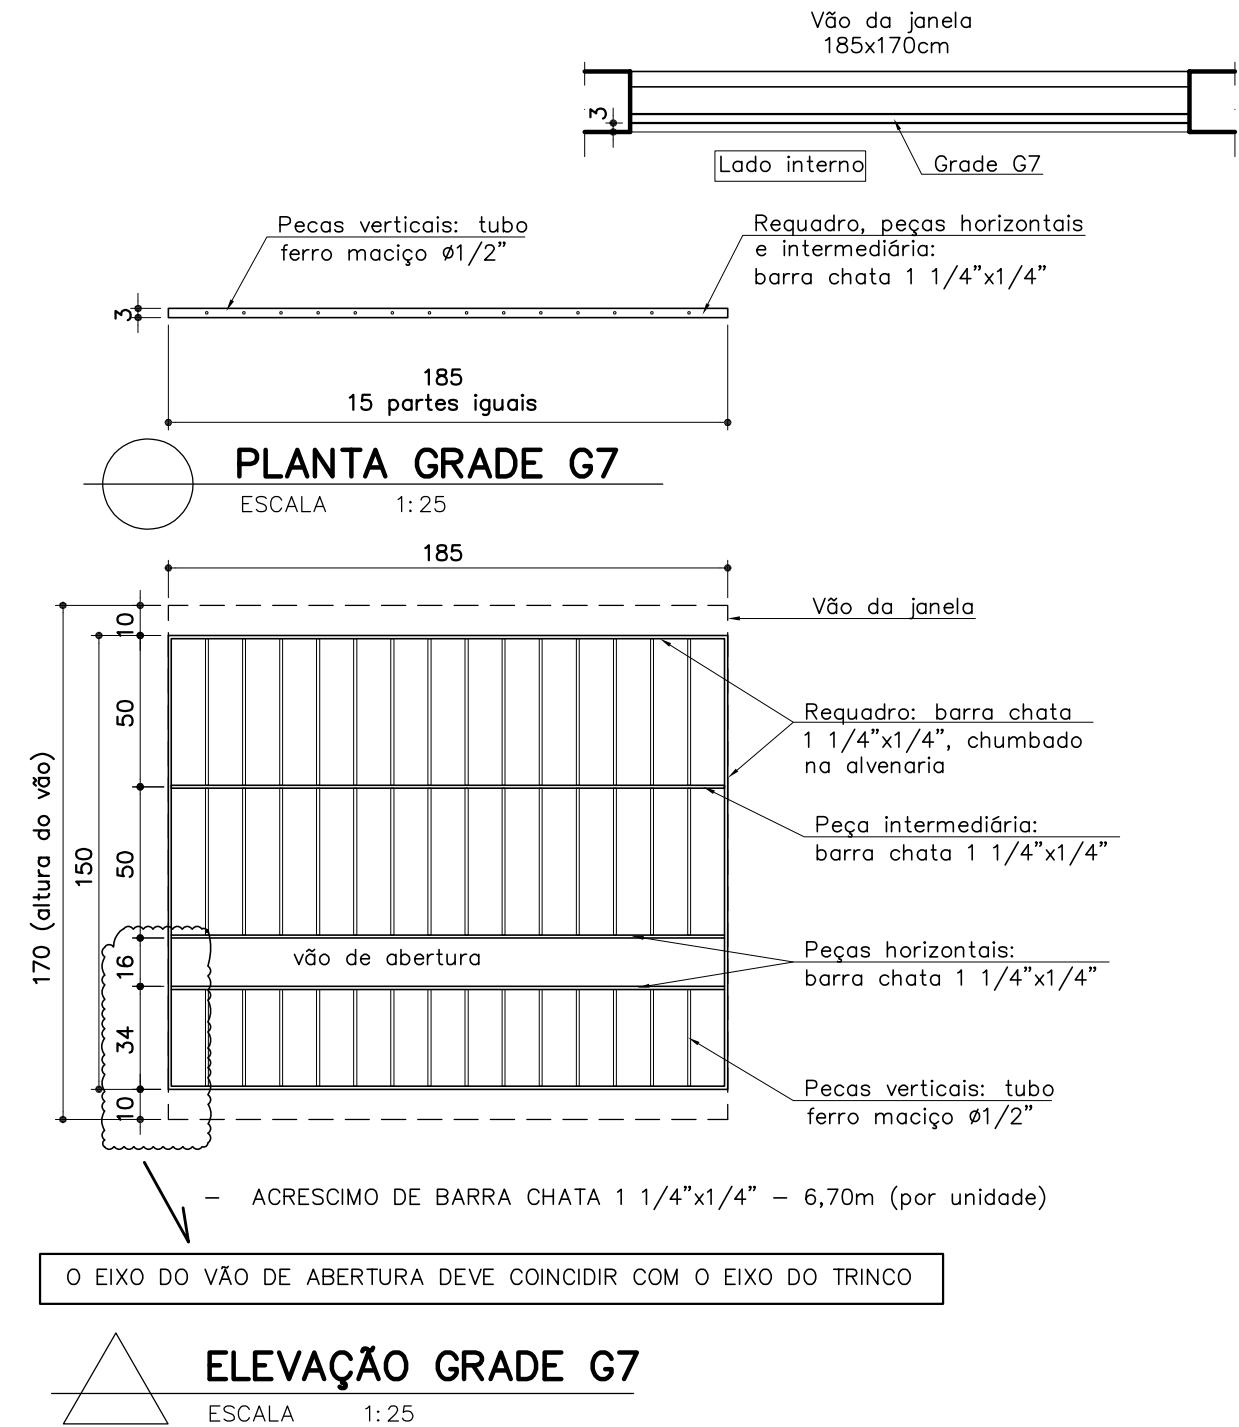 Vão da janela
185x170cm
3
Lado interno
Grade G7
Pecas verticais: tubo
ferro maciço ø1/2"
Requadro, peças horizontais
e intermediária:
barra chata 1 1/4"x1/4"
3
185
15 partes iguais
PLANTA GRADE G7
ESCALA 1:25
185
10
Vão da janela
50
Requadro: barra chata
1 1/4"x1/4", chumbado
na alvenaria
170 (altura do vão)
150
50
Peça intermediária:
barra chata 1 1/4"x1/4"
16
vão de abertura
Peças horizontais:
barra chata 1 1/4"x1/4"
34
10
Pecas verticais: tubo
ferro maciço ø1/2"
- ACRESCIMO DE BARRA CHATA 1 1/4"x1/4" - 6,70m (por unidade)
O EIXO DO VÃO DE ABERTURA DEVE COINCIDIR COM O EIXO DO TRINCO
ELEVAÇÃO GRADE G7
ESCALA 1:25